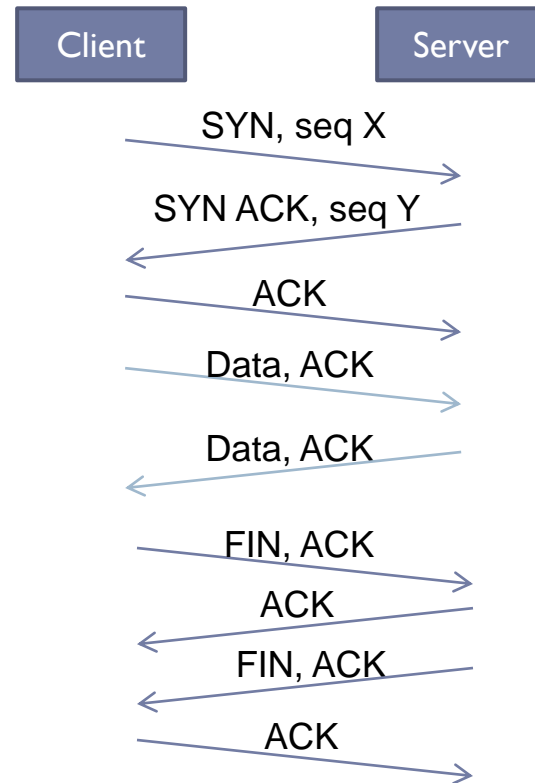 Client
Server
SYN, seq X
SYN ACK, seq Y
ACK
Data, ACK
Data, ACK
FIN, ACK
ACK
FIN, ACK
ACK